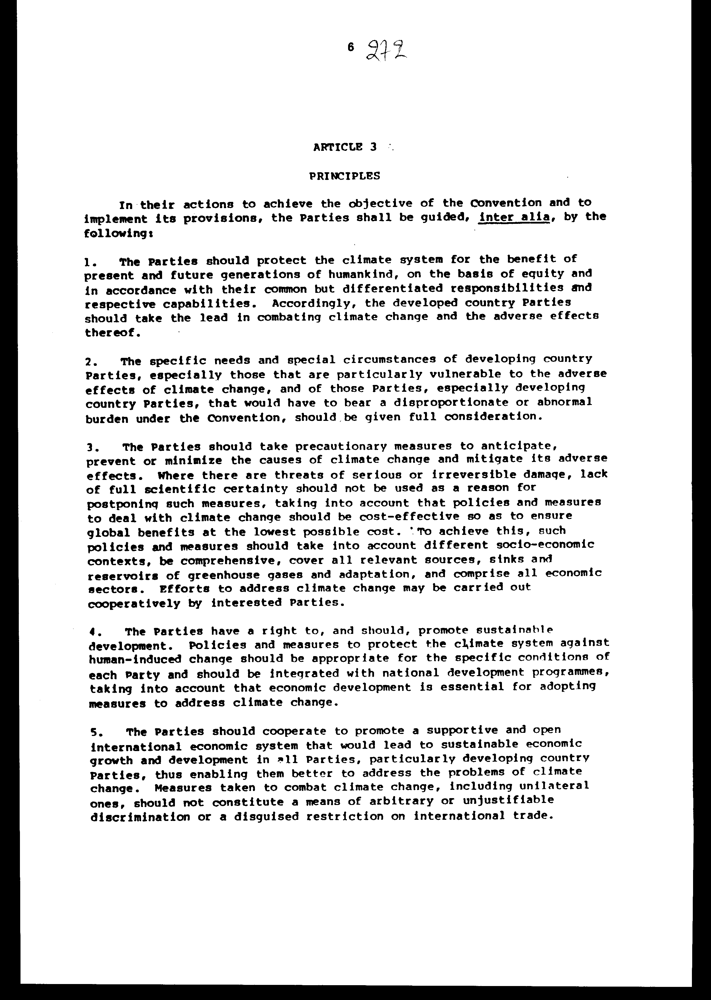 6 272
ARTICLE 3
PRINCIPLES
In their actions to achieve the objective of the Convention and to
implement its provisions, the Parties shall be guided, inter alia, by the
following:
1. The Parties should protect the climate system for the benefit of
present and future generations of humankind, on the basis of equity and
in accordance with their common but differentiated responsibilities and
respective capabilities. Accordingly, the developed country Parties
should take the lead in combating climate change and the adverse effects
thereof.
2. The specific needs and special circumstances of developing country
Parties, especially those that are particularly vulnerable to the adverse
effects of climate change, and of those Parties, especially developing
country Parties, that would have to bear a disproportionate or abnormal
burden under the Convention, should be given full consideration.
3. The Parties should take precautionary measures to anticipate,
prevent or minimize the causes of climate change and mitigate its adverse
effects. Where there are threats of serious or irreversible damage, lack
of full scientific certainty should not be used as a reason for
postponing such measures, taking into account that policies and measures
to deal with climate change should be cost-effective so as to ensure
global benefits at the lowest possible cost. To achieve this, such
policies and measures should take into account different socio-economic
contexts, be comprehensive, cover all relevant sources, sinks and
reservoirs of greenhouse gases and adaptation, and comprise all economic
sectors. Efforts to address climate change may be carried out
cooperatively by interested Parties.
4. The Parties have a right to, and should, promote sustainable
development. Policies and measures to protect the climate system against
human-induced change should be appropriate for the specific conditions of
each Party and should be integrated with national development programmes,
taking into account that economic development is essential for adopting
measures to address climate change.
5. The Parties should cooperate to promote a supportive and open
international economic system that would lead to sustainable economic
growth and development in all Parties, particularly developing country
Parties, thus enabling them better to address the problems of climate
change. Measures taken to combat climate change, including unilateral
ones, should not constitute a means of arbitrary or unjustifiable
discrimination or a disguised restriction on international trade.